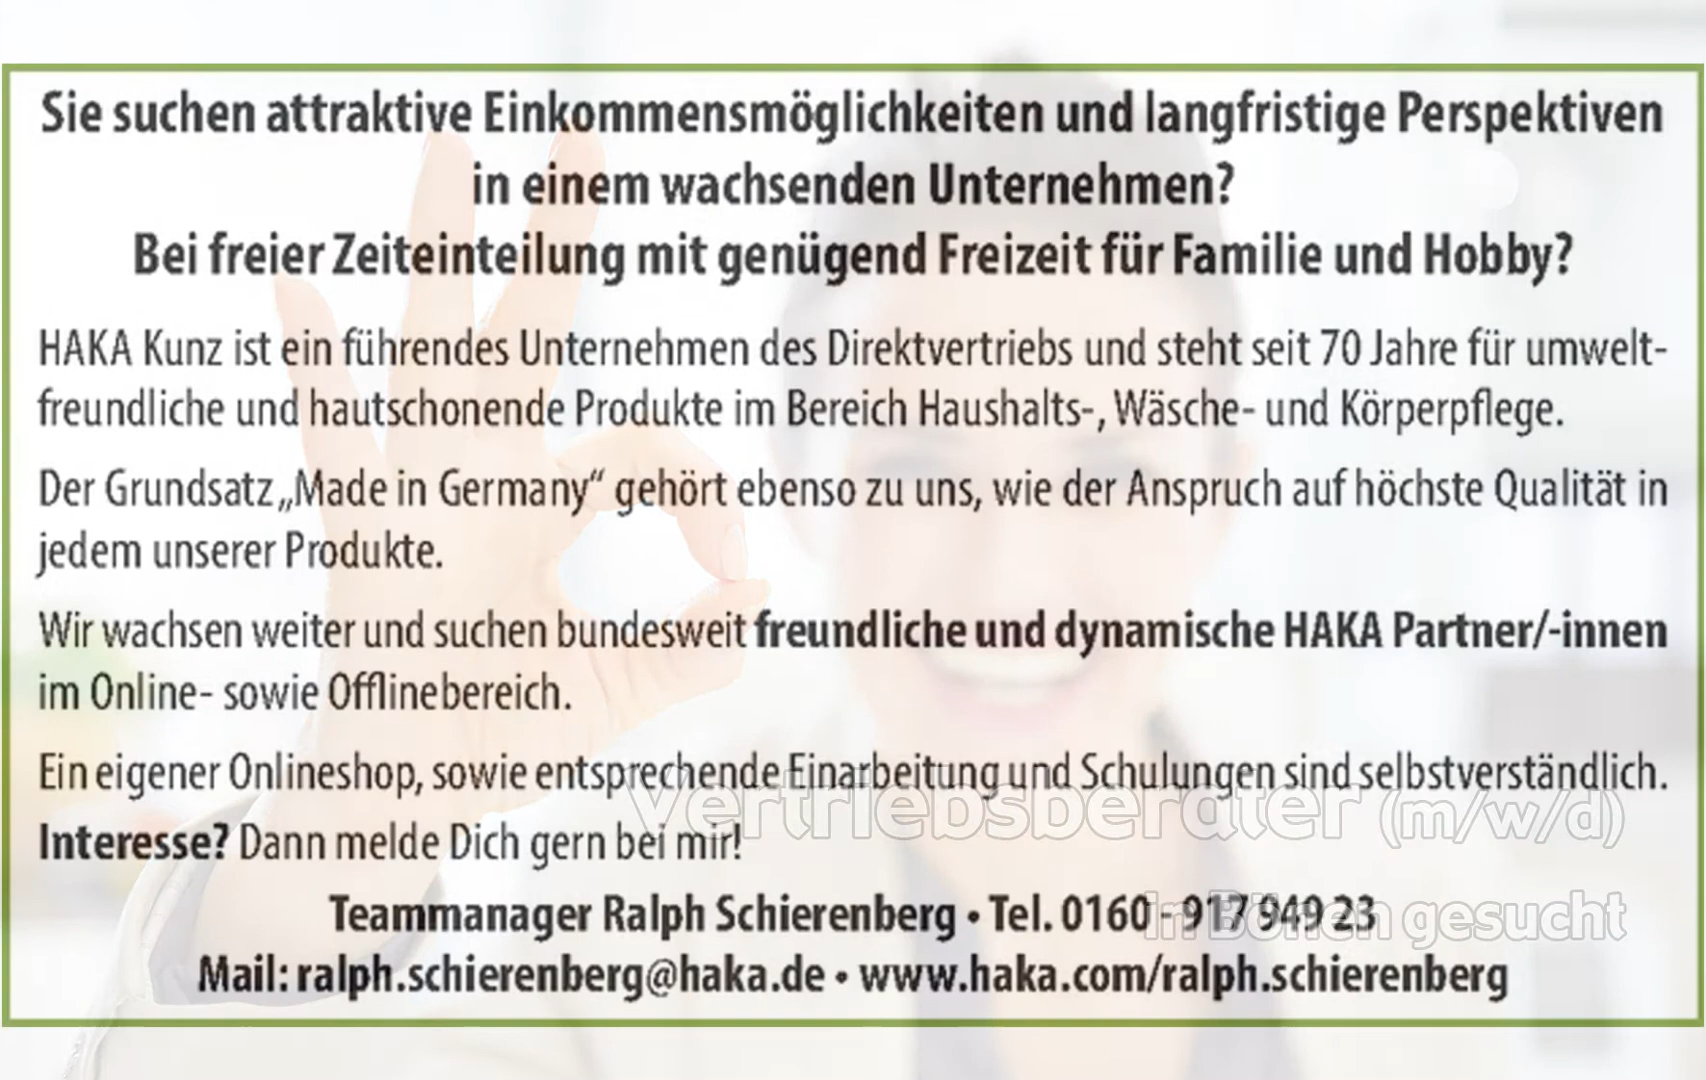 Sie suchen attraktive Einkommensmöglichkeiten und langfristige Perspektiven
in einem wachsenden Unternehmen?
Bei freier Zeiteinteilung mit genügend Freizeit für Familie und Hobby?
HAKA Kunz ist ein führendes Unternehmen des Direktvertriebs und steht seit 70 Jahre für umwelt-
freundliche und hautschonende Produkte im Bereich Haushalts-, Wäsche- und Körperpflege.
Der Grundsatz „Made in Germany“ gehört ebenso zu uns, wie der Anspruch auf höchste Qualität in
jedem unserer Produkte.
Wir wachsen weiter und suchen bundesweit freundliche und dynamische HAKA Partner/-innen
im Online- sowie Offlinebereich.
Ein eigener Onlineshop, sowie entsprechende Einarbeitung und Schulungen sind selbstverständlich.
Vertriebsberater (m/w/d)
Interesse? Dann melde Dich gern bei mir!
Teammanager Ralph Schierenberg • Tel. 0160 - 917 949 23
in Bönen gesucht
Mail: ralph.schierenberg@haka.de • www.haka.com/ralph.schierenberg